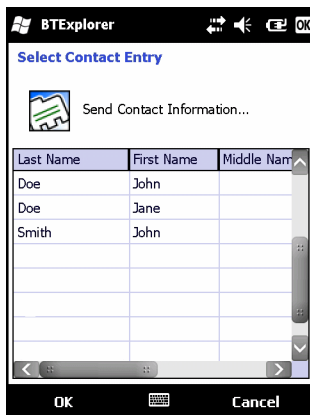 BTExplorer OK
Select Contact Entry
Send Contact Information...
Last Name First Name Middle Nam
Doe John
Doe Jane
Smith John
OK Cancel